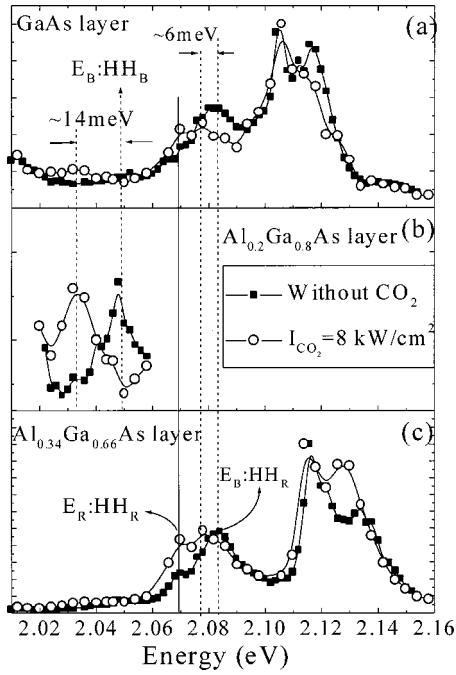 GaAs layer
(a)
~6meV
E_B:HH_B
~14meV
Al_0.2Ga_0.8As layer
(b)
Without CO_2
I_CO_2=8 kW/cm^2
Al_0.34Ga_0.66As layer
(c)
E_R:HH_R
E_B:HH_R
2.02 2.04 2.06 2.08 2.10 2.12 2.14 2.16
Energy (eV)